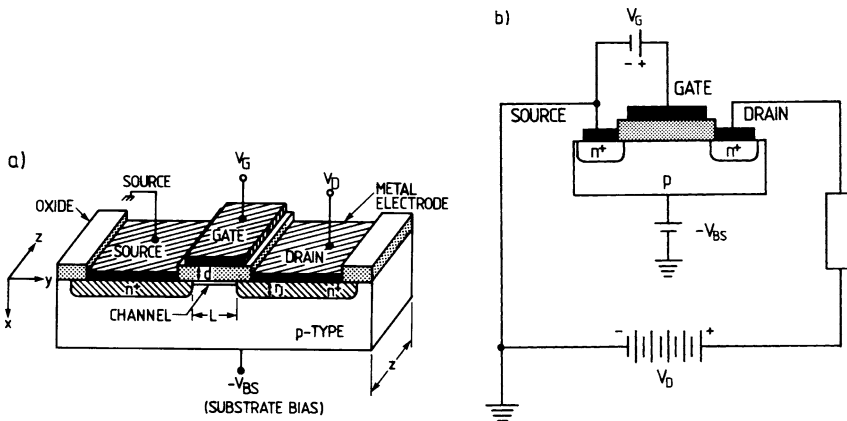 a)
SOURCE
V_G
V_D
METAL
ELECTRODE
OXIDE
z
y
x
SOURCE
GATE
DRAIN
d
n+
D
n+
CHANNEL
L
p-TYPE
z
-V_BS
(SUBSTRATE BIAS)
b)
V_G
- +
GATE
SOURCE
DRAIN
n+
n+
p
-V_BS
- +
V_D